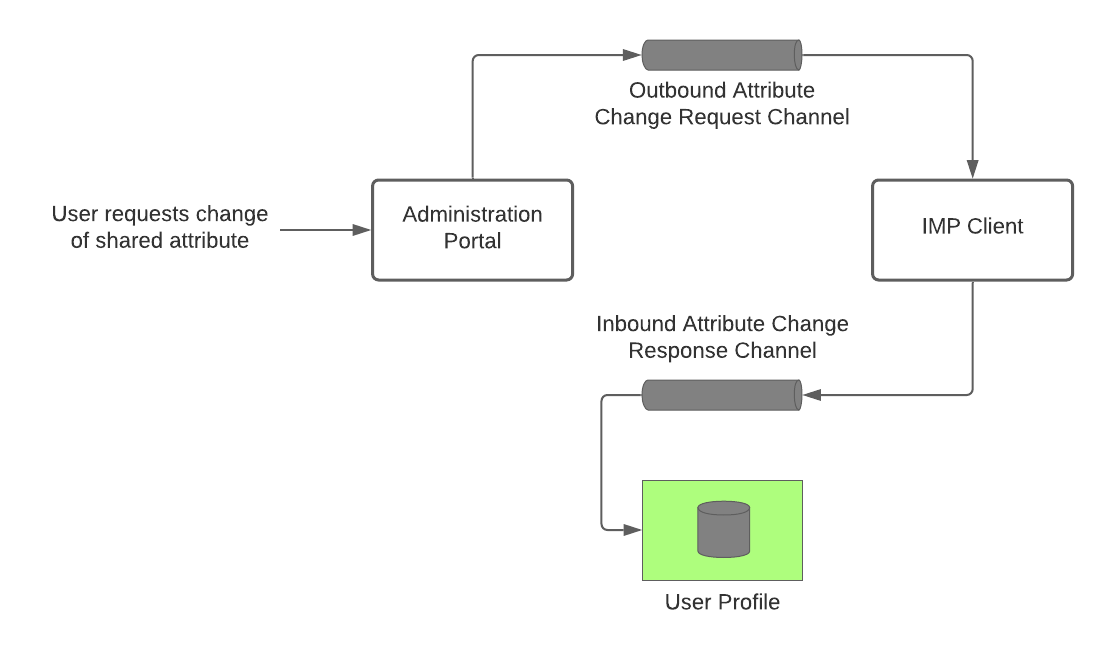 Outbound Attribute
Change Request Channel
User requests change
of shared attribute
Administration
Portal
IMP Client
Inbound Attribute Change
Response Channel
User Profile